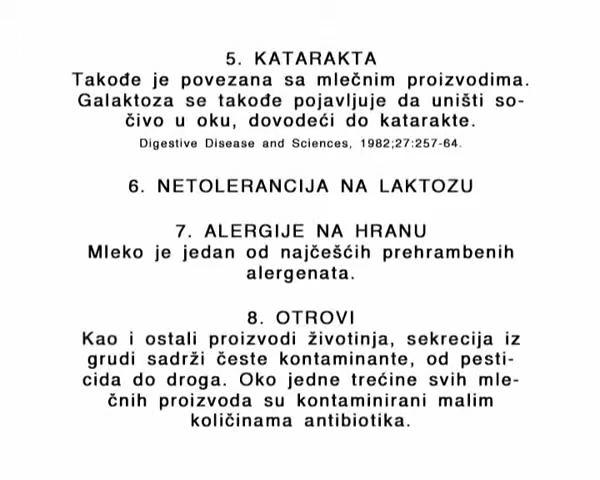 5. KATARAKTA
Takođe je povezana sa mlečnim proizvodima.
Galaktoza se takođe pojavljuje da uništi so-
čivo u oku, dovodeći do katarakte.
Digestive Disease and Sciences, 1982;27:257-64.
6. NETOLERANCIJA NA LAKTOZU
7. ALERGIJE NA HRANU
Mleko je jedan od najčešćih prehrambenih
alergenata.
8. OTROVI
Kao i ostali proizvodi životinja, sekrecija iz
grudi sadrži česte kontaminante, od pesti-
cida do droga. Oko jedne trećine svih mle-
čnih proizvoda su kontaminirani malim
količinama antibiotika.